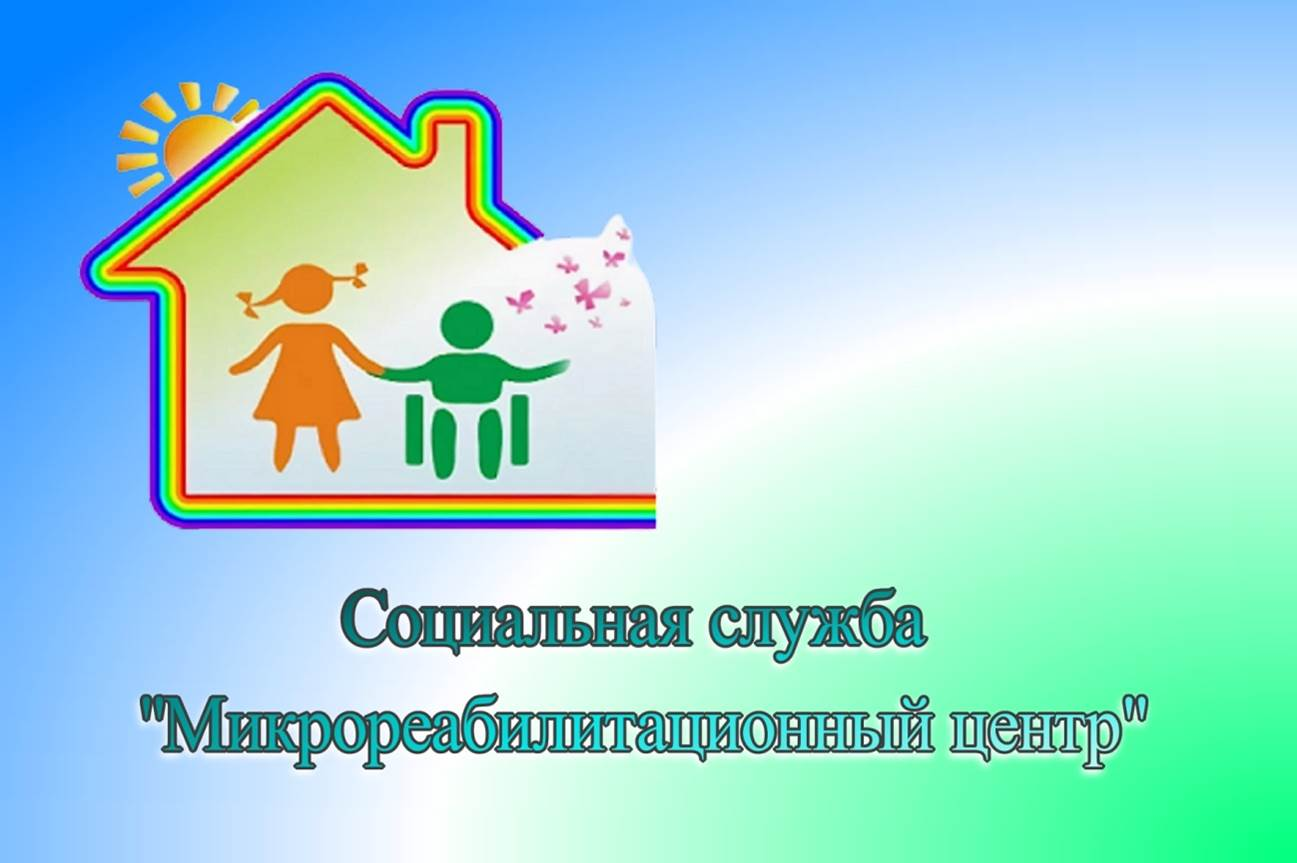 Социальная служба
"Микрореабилитационный центр"